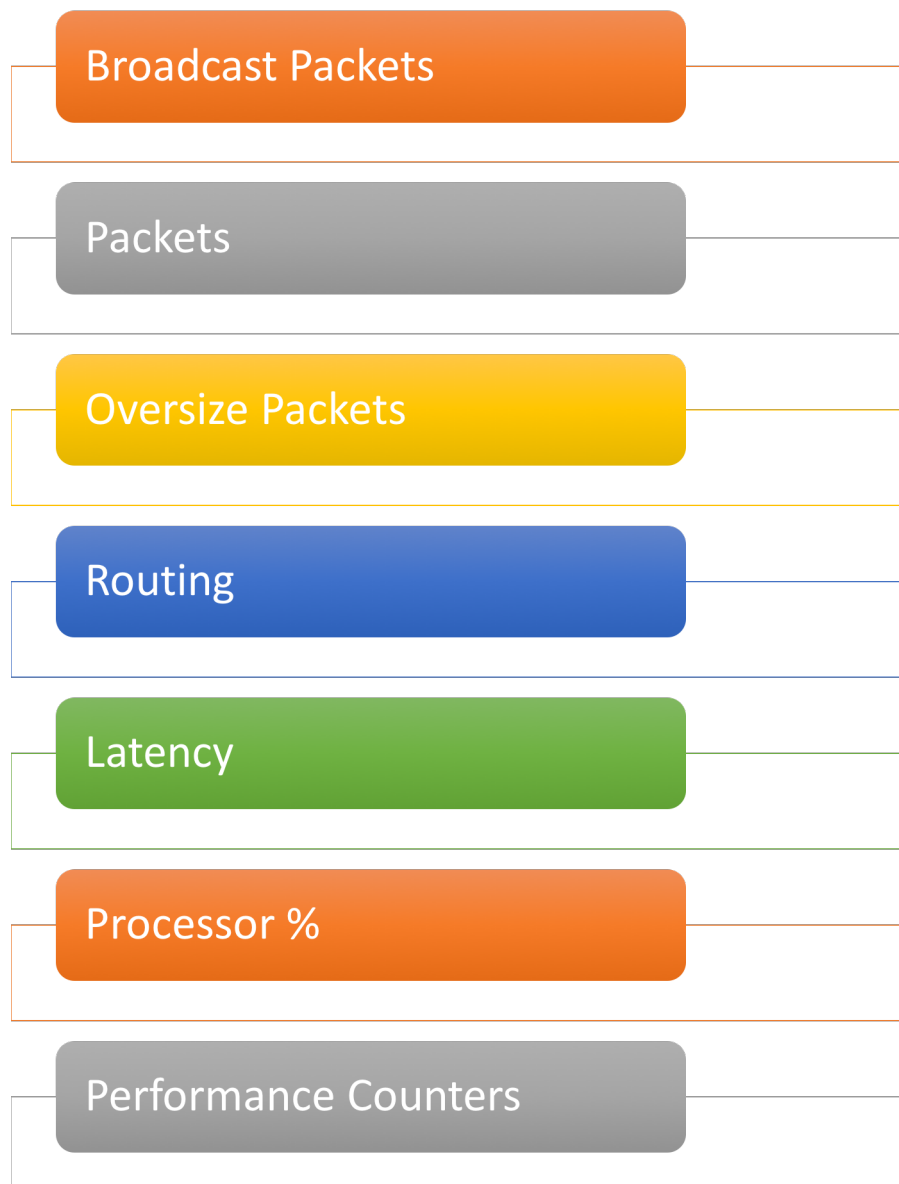 Broadcast Packets
Packets
Oversize Packets
Routing
Latency
Processor %
Performance Counters